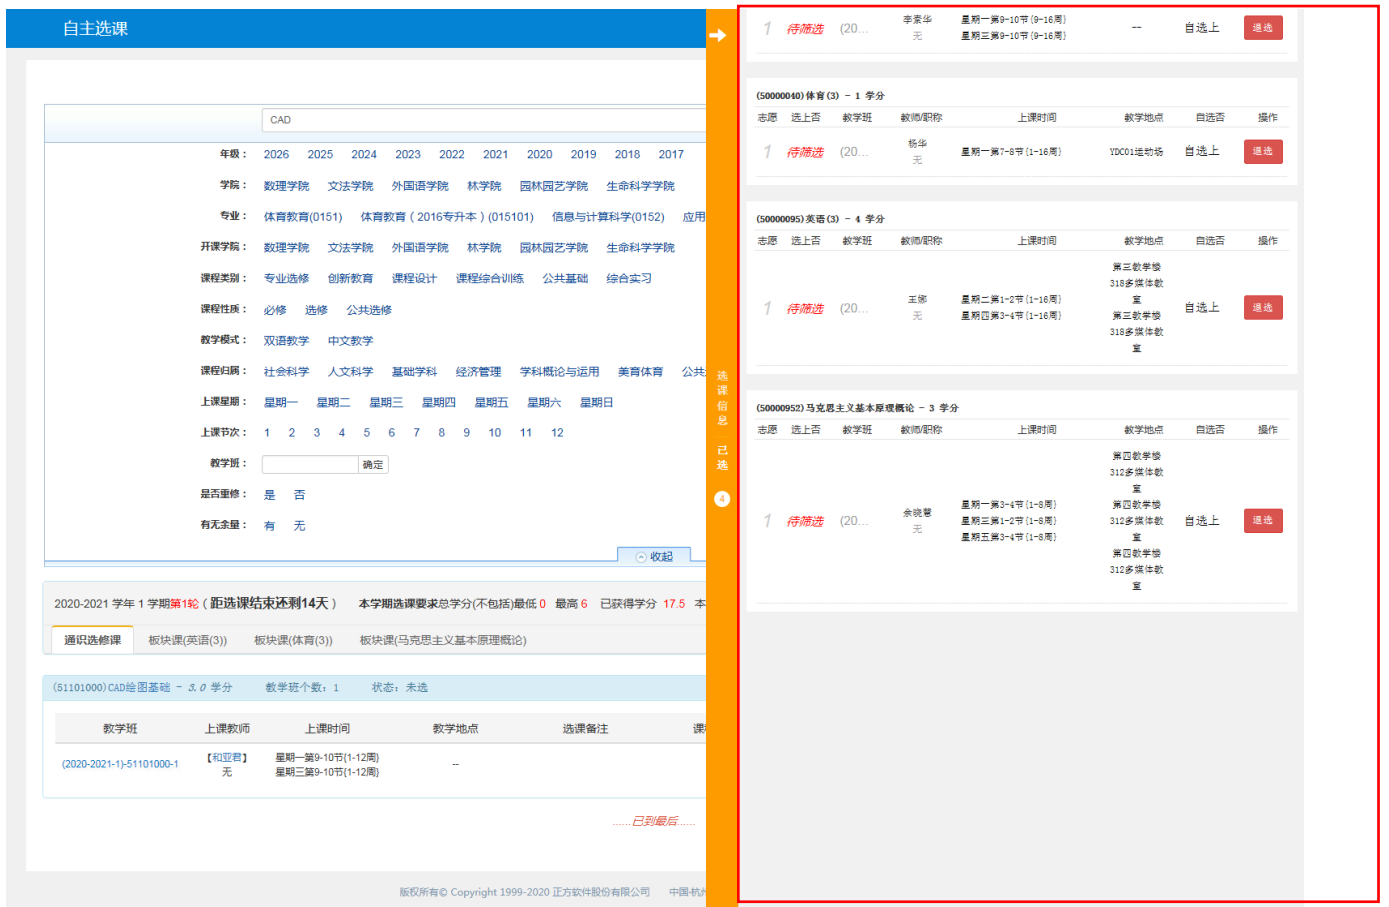 自主选课
CAD
年级： 2026 2025 2024 2023 2022 2021 2020 2019 2018 2017
学院： 数理学院 文法学院 外国语学院 林学院 园林园艺学院 生命科学学院
专业： 体育教育(0151) 体育教育（2016专升本）(015101) 信息与计算科学(0152) 应用
开课学院： 数理学院 文法学院 外国语学院 林学院 园林园艺学院 生命科学学院
课程类别： 专业选修 创新教育 课程设计 课程综合训练 公共基础 综合实习
课程性质： 必修 选修 公共选修
教学模式： 双语教学 中文教学
课程归属： 社会科学 人文科学 基础学科 经济管理 学科概论与运用 美育体育 公共
上课星期： 星期一 星期二 星期三 星期四 星期五 星期六 星期日
上课节次： 1 2 3 4 5 6 7 8 9 10 11 12
教学班： 确定
是否重修： 是 否
有无余量： 有 无
收起
2020-2021 学年 1 学期第1轮（距选课结束还剩14天） 本学期选课要求总学分(不包括)最低 0 最高 6 已获得学分 17.5 本
通识选修课 板块课(英语(3)) 板块课(体育(3)) 板块课(马克思主义基本原理概论)
(51101000)CAD绘图基础 - 3.0 学分 教学班个数：1 状态：未选
教学班 上课教师 上课时间 教学地点 选课备注 课
(2020-2021-1)-51101000-1 【和亚君】 星期一第9-10节{1-12周} --
无 星期三第9-10节{1-12周}
......已到最后......
版权所有© Copyright 1999-2020 正方软件股份有限公司 中国·杭州
选课信息
已选
4
1 待筛选 (20... 李素华 星期一第9-10节{9-16周} -- 自选上 退选
无 星期三第9-10节{9-16周}
(50000040)体育(3) - 1 学分
志愿 选上否 教学班 教师/职称 上课时间 教学地点 自选否 操作
1 待筛选 (20... 杨华 星期一第7-8节{1-16周} YDC01运动场 自选上 退选
无
(50000095)英语(3) - 4 学分
志愿 选上否 教学班 教师/职称 上课时间 教学地点 自选否 操作
第三教学楼
318多媒体教
室
1 待筛选 (20... 王娜 星期二第1-2节{1-16周} 自选上 退选
无 星期四第3-4节{1-16周} 第三教学楼
318多媒体教
室
(50000952)马克思主义基本原理概论 - 3 学分
志愿 选上否 教学班 教师/职称 上课时间 教学地点 自选否 操作
第四教学楼
312多媒体教
室
星期一第3-4节{1-8周} 第四教学楼
1 待筛选 (20... 余晓慧 星期三第1-2节{1-8周} 312多媒体教 自选上 退选
无 星期五第3-4节{1-8周} 室
第四教学楼
312多媒体教
室